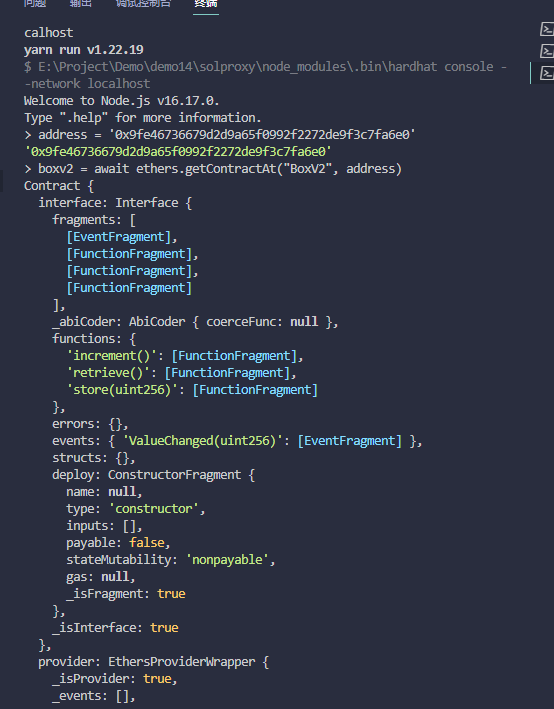 问题 输出 调试控制台 终端
calhost
yarn run v1.22.19
$ E:\Project\Demo\demo14\solproxy\node_modules\.bin\hardhat console -
-network localhost
Welcome to Node.js v16.17.0.
Type ".help" for more information.
> address = '0x9fe46736679d2d9a65f0992f2272de9f3c7fa6e0'
'0x9fe46736679d2d9a65f0992f2272de9f3c7fa6e0'
> boxv2 = await ethers.getContractAt("BoxV2", address)
Contract {
  interface: Interface {
    fragments: [
      [EventFragment],
      [FunctionFragment],
      [FunctionFragment],
      [FunctionFragment]
    ],
    _abiCoder: AbiCoder { coerceFunc: null },
    functions: {
      'increment()': [FunctionFragment],
      'retrieve()': [FunctionFragment],
      'store(uint256)': [FunctionFragment]
    },
    errors: {},
    events: { 'ValueChanged(uint256)': [EventFragment] },
    structs: {},
    deploy: ConstructorFragment {
      name: null,
      type: 'constructor',
      inputs: [],
      payable: false,
      stateMutability: 'nonpayable',
      gas: null,
      _isFragment: true
    },
    _isInterface: true
  },
  provider: EthersProviderWrapper {
    _isProvider: true,
    _events: [],